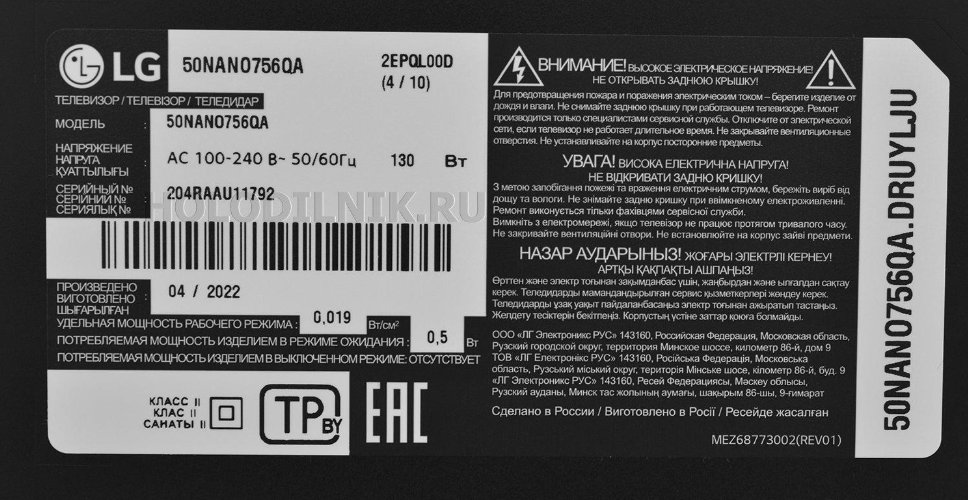 LG
50NANO756QA 2EPQL00D
(4 / 10)
ТЕЛЕВИЗОР / ТЕЛЕВІЗОР / ТЕЛЕДИДАР
МОДЕЛЬ : 50NANO756QA
НАПРЯЖЕНИЕ
НАПРУГА : AC 100-240 В~ 50/60Гц 130 Вт
ҚУАТТЫЛЫҒЫ
СЕРИЙНЫЙ №
СЕРІЙНИЙ № : 204RAAU11792
СЕРИЯЛЫҚ №
HOLODILNIK.RU
ПРОИЗВЕДЕНО
ВИГОТОВЛЕНО : 04 / 2022
ШЫҒАРЫЛҒАН
УДЕЛЬНАЯ МОЩНОСТЬ РАБОЧЕГО РЕЖИМА : 0,019 Вт/см²
ПОТРЕБЛЯЕМАЯ МОЩНОСТЬ ИЗДЕЛИЕМ В РЕЖИМЕ ОЖИДАНИЯ : 0,5 Вт
ПОТРЕБЛЯЕМАЯ МОЩНОСТЬ ИЗДЕЛИЕМ В ВЫКЛЮЧЕННОМ РЕЖИМЕ: ОТСУТСТВУЕТ
КЛАСС II
КЛАС II
САНАТЫ II
TP BY
EAC
ВНИМАНИЕ! ВЫСОКОЕ ЭЛЕКТРИЧЕСКОЕ НАПРЯЖЕНИЕ!
НЕ ОТКРЫВАТЬ ЗАДНЮЮ КРЫШКУ!
Для предотвращения пожара и поражения электрическим током – берегите изделие от
дождя и влаги. Не снимайте заднюю крышку при работающем телевизоре. Ремонт
производится только специалистами сервисной службы. Отключите от электрической
сети, если телевизор не работает длительное время. Не закрывайте вентиляционные
отверстия. Не устанавливайте на корпус посторонние предметы.
УВАГА! ВИСОКА ЕЛЕКТРИЧНА НАПРУГА!
НЕ ВІДКРИВАТИ ЗАДНЮ КРИШКУ!
З метою запобігання пожежі та враження електричним струмом, бережіть виріб від
дощу та вологи. Не знімайте задню кришку при ввімкненому електроживленні.
Ремонт виконується тільки фахівцями сервісної служби.
Вимкніть з електромережі, якщо телевізор не працює протягом тривалого часу.
Не закривайте вентиляційні отвори. Не встановлюйте на корпус зайві предмети.
НАЗАР АУДАРЫҢЫЗ! ЖОҒАРЫ ЭЛЕКТРЛІ КЕРНЕУ!
АРТҚЫ ҚАҚПАҚТЫ АШПАҢЫЗ!
Өрттен және электр тоғынан зақымданбас үшін, жаңбырдан және ылғалдан сақтау
керек. Теледидарды мамандандырылған сервис қызметкерлері жөндеу керек.
Теледидарды ұзақ уақыт пайдаланбасаңыз электр тоғынан ажыратып тастаңыз.
Желдету тесіктерін бекітпеңіз. Корпустың үстіне заттар қоюға болмайды.
ООО «ЛГ Электроникс РУС» 143160, Российская Федерация, Московская область,
Рузский городской округ, территория Минское шоссе, километр 86-й, дом 9
ТОВ «ЛГ Електронікс РУС» 143160, Російська Федерація, Московська
область, Рузський міський округ, територія Мінське шосе, кілометр 86-й, буд. 9
«ЛГ Электроникс РУС» 143160, Ресей Федерациясы, Мәскеу облысы,
Рузский ауданы, Минск тас жолының аумағы, шақырым 86-шы, 9-ғимарат
Сделано в России / Виготовлено в Росії / Ресейде жасалған
MEZ68773002(REV01)
50NANO756QA.DRUYLJU